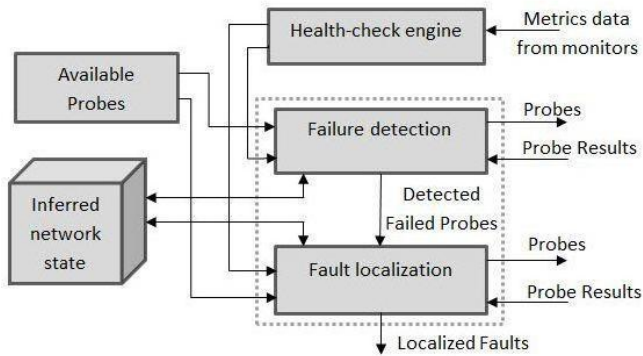 Health-check engine
Metrics data
from monitors
Available
Probes
Failure detection
Probes
Probe Results
Detected
Failed Probes
Inferred
network
state
Fault localization
Probes
Probe Results
Localized Faults